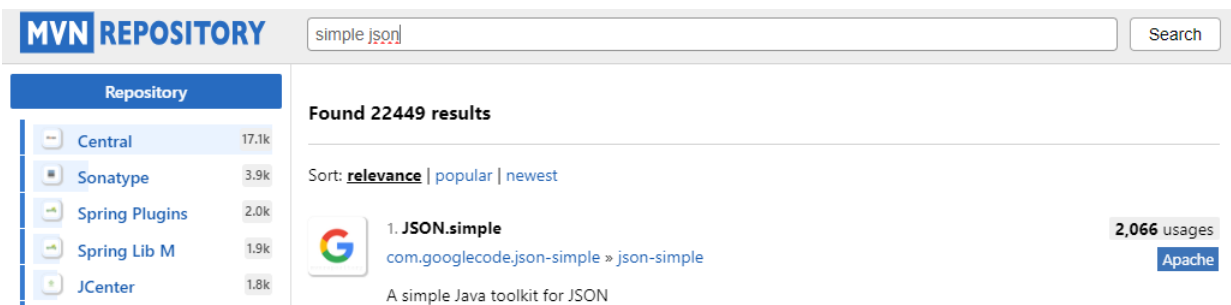 MVN REPOSITORY
simple json
Search
Repository
Central 17.1k
Sonatype 3.9k
Spring Plugins 2.0k
Spring Lib M 1.9k
JCenter 1.8k
Found 22449 results
Sort: relevance | popular | newest
1. JSON.simple
2,066 usages
com.googlecode.json-simple » json-simple
Apache
A simple Java toolkit for JSON